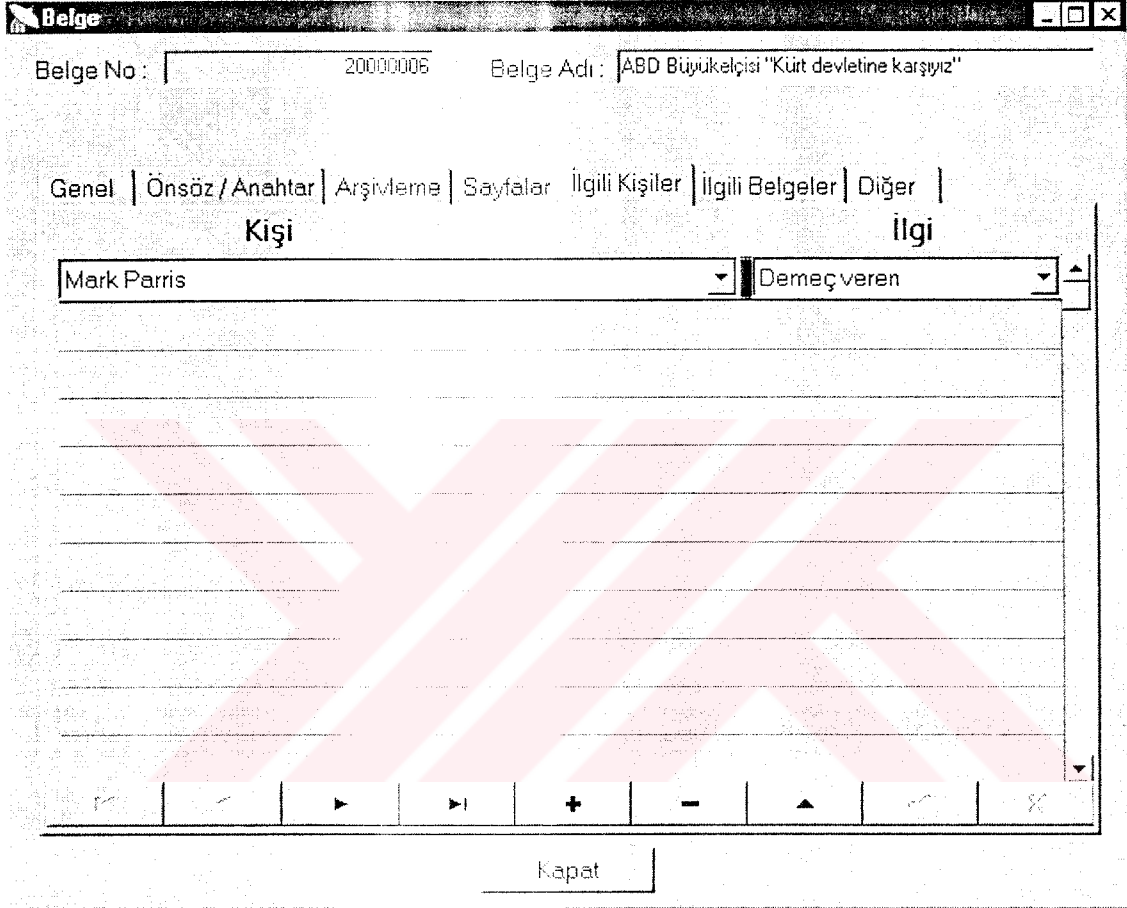 Belge
Belge No : 20000006 Belge Adı : ABD Büyükelçisi "Kürt devletine karşıyız"
Genel Önsöz / Anahtar Arşivleme Sayfalar İlgili Kişiler İlgili Belgeler Diğer
Kişi İlgi
Mark Parris Demeç veren
Kapat